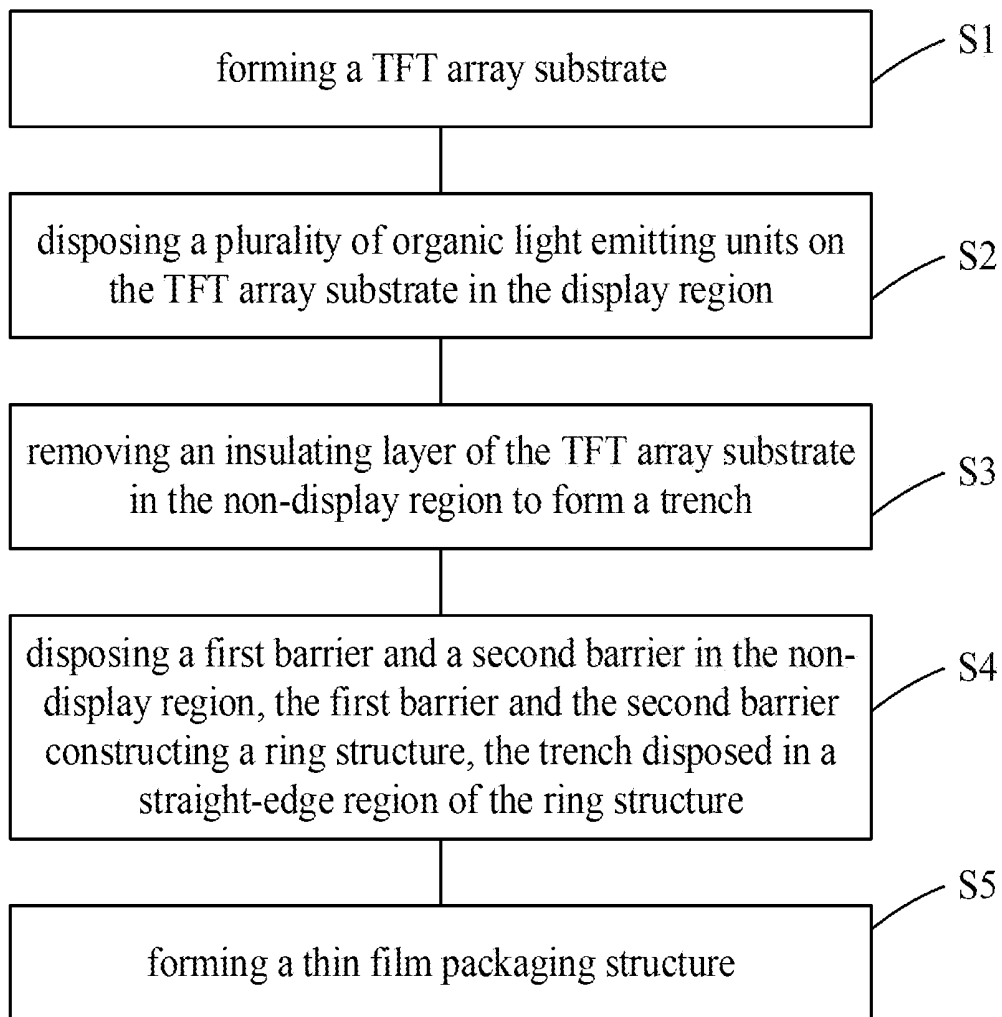 forming a TFT array substrate
S1
disposing a plurality of organic light emitting units on
the TFT array substrate in the display region
S2
removing an insulating layer of the TFT array substrate
in the non-display region to form a trench
S3
disposing a first barrier and a second barrier in the non-
display region, the first barrier and the second barrier
constructing a ring structure, the trench disposed in a
straight-edge region of the ring structure
S4
forming a thin film packaging structure
S5